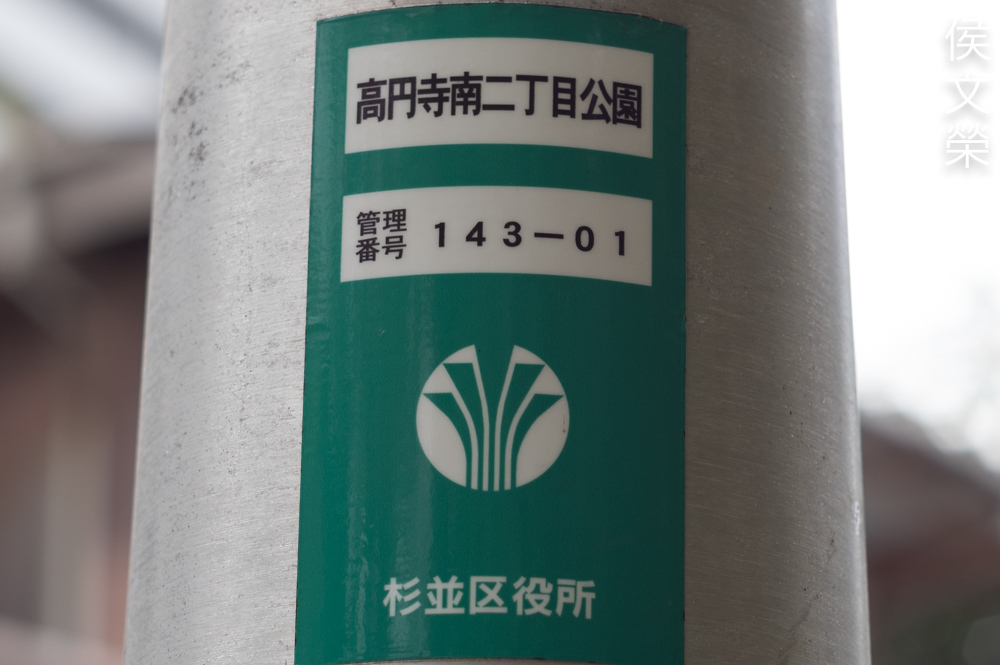 高円寺南二丁目公園
管理番号 143-01
杉並区役所
侯文榮